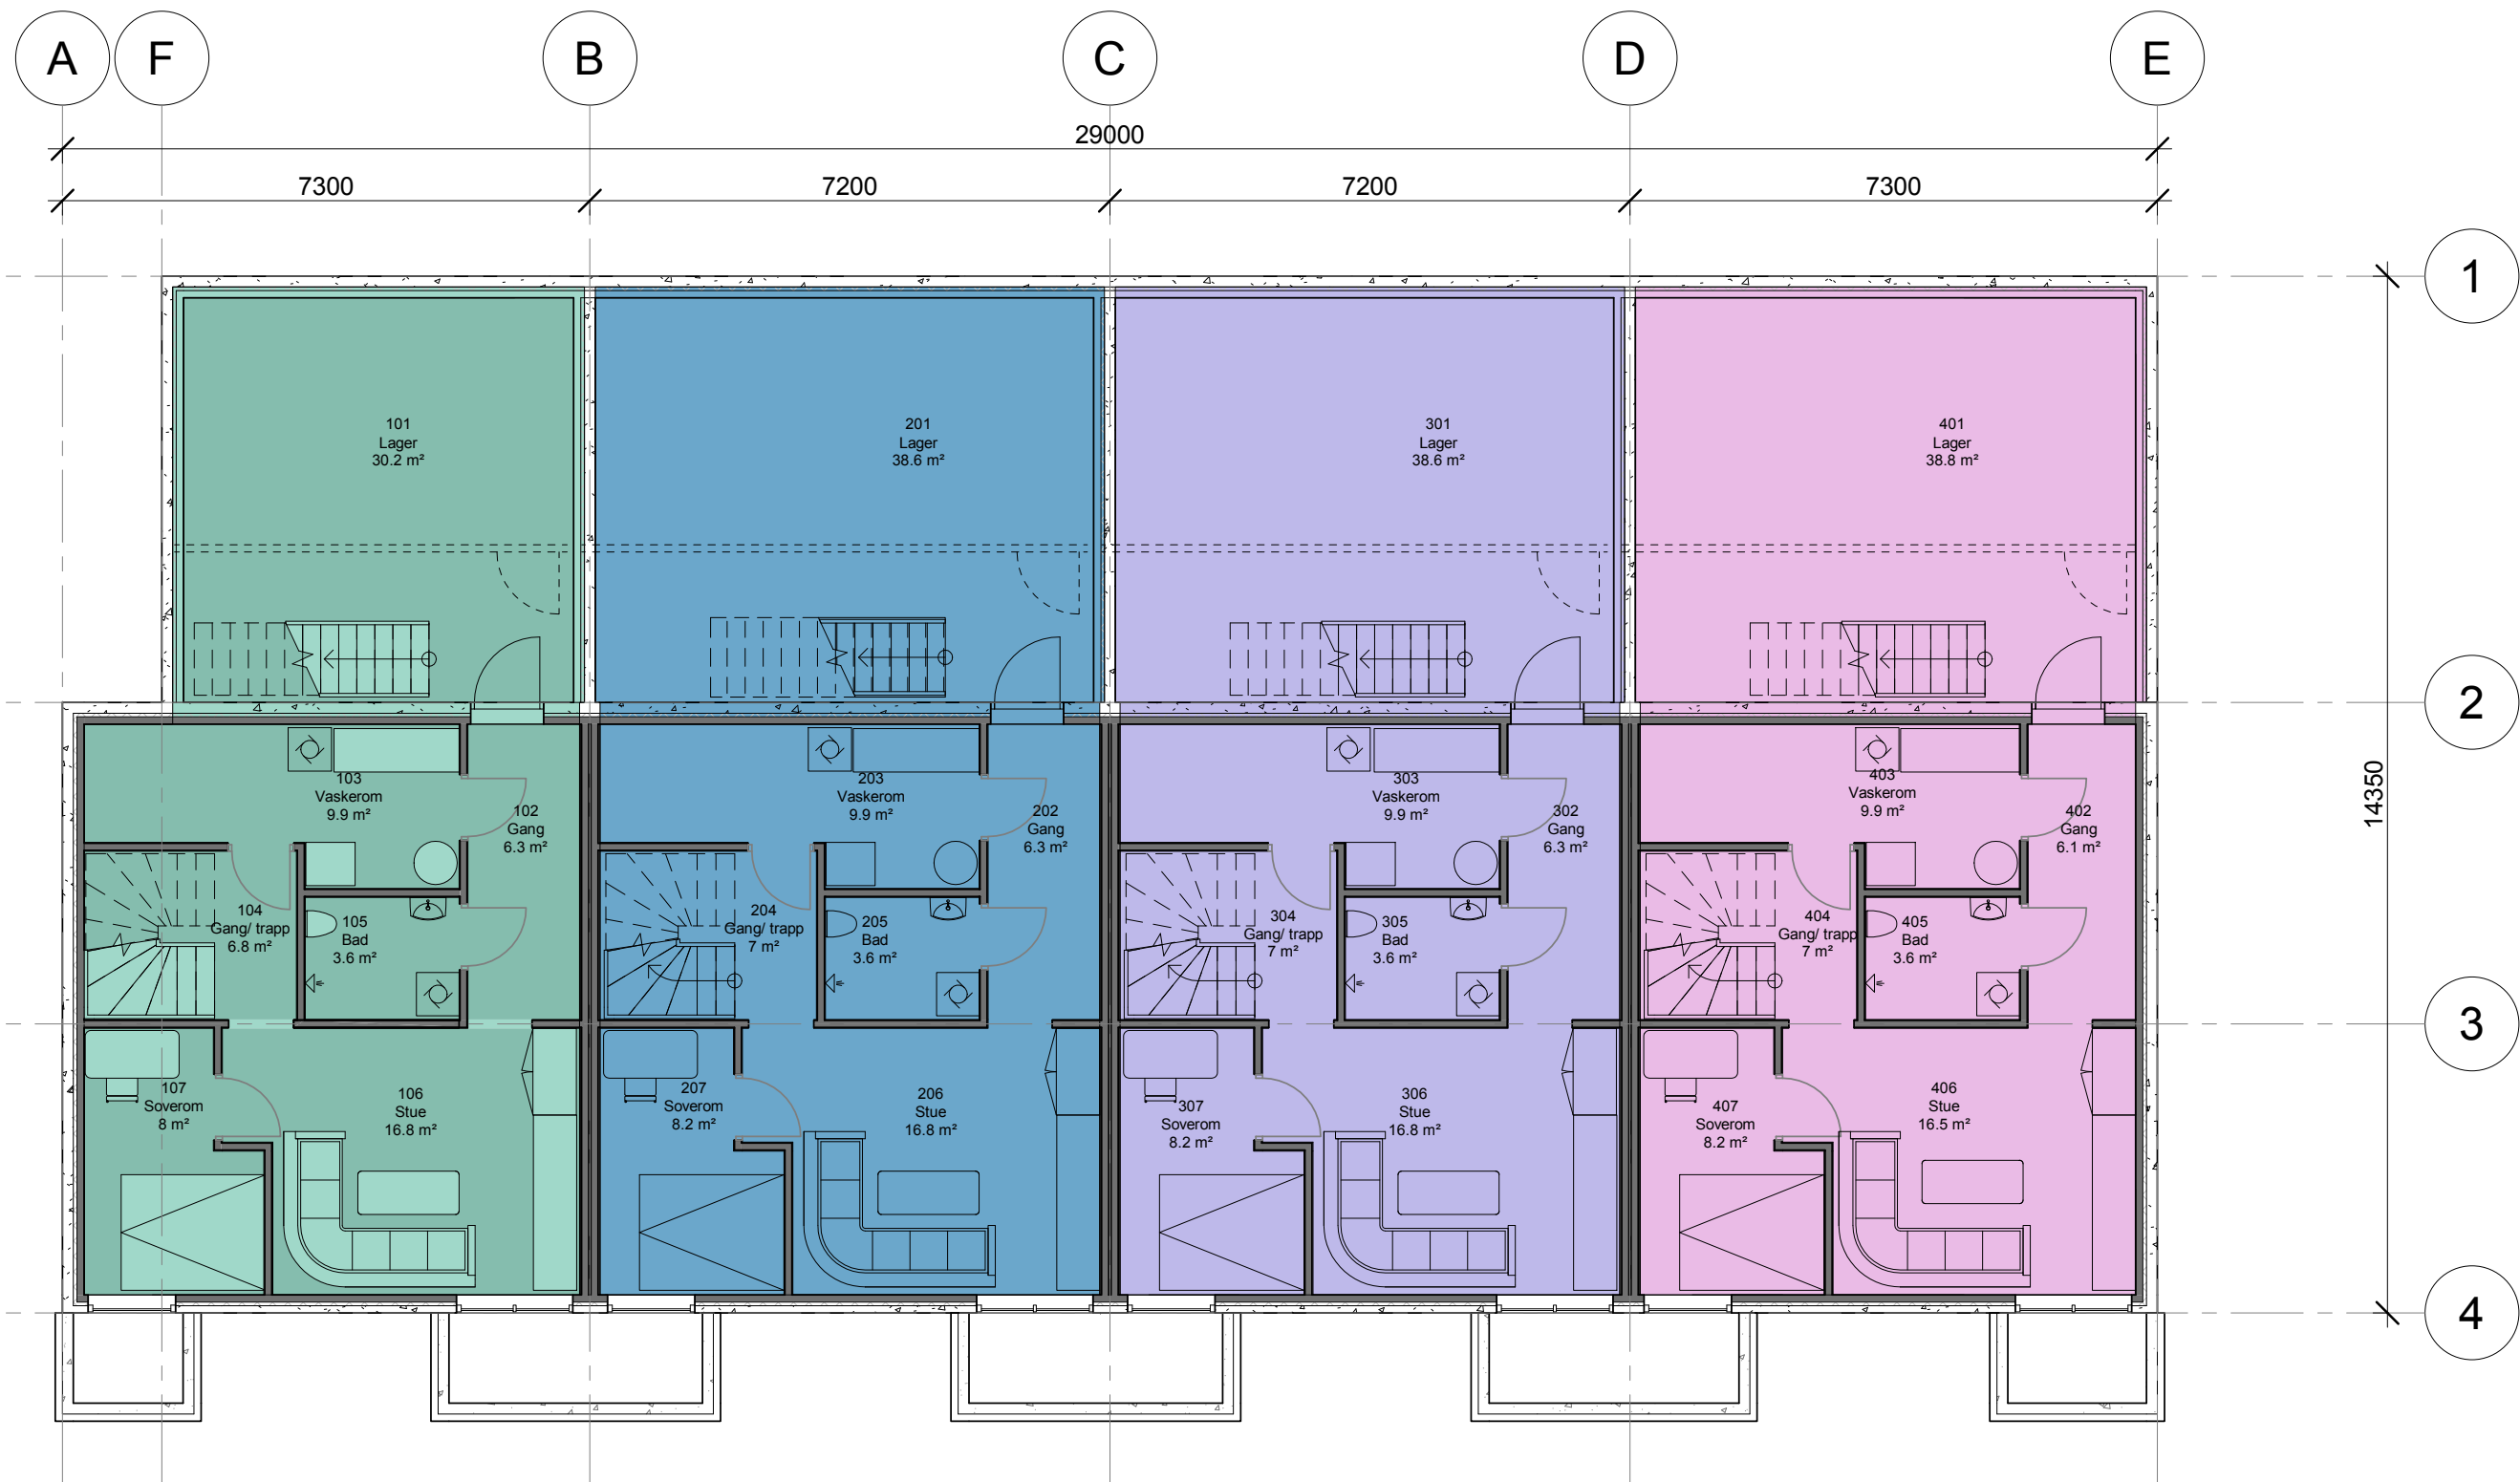 A
F
B
C
D
E
29000
7300
7200
7200
7300
1
2
3
4
14350
101
Lager
30.2 m²
201
Lager
38.6 m²
301
Lager
38.6 m²
401
Lager
38.8 m²
103
Vaskerom
9.9 m²
102
Gang
6.3 m²
203
Vaskerom
9.9 m²
202
Gang
6.3 m²
303
Vaskerom
9.9 m²
302
Gang
6.3 m²
403
Vaskerom
9.9 m²
402
Gang
6.1 m²
104
Gang/ trapp
6.8 m²
105
Bad
3.6 m²
204
Gang/ trapp
7 m²
205
Bad
3.6 m²
304
Gang/ trapp
7 m²
305
Bad
3.6 m²
404
Gang/ trapp
7 m²
405
Bad
3.6 m²
107
Soverom
8 m²
106
Stue
16.8 m²
207
Soverom
8.2 m²
206
Stue
16.8 m²
307
Soverom
8.2 m²
306
Stue
16.8 m²
407
Soverom
8.2 m²
406
Stue
16.5 m²